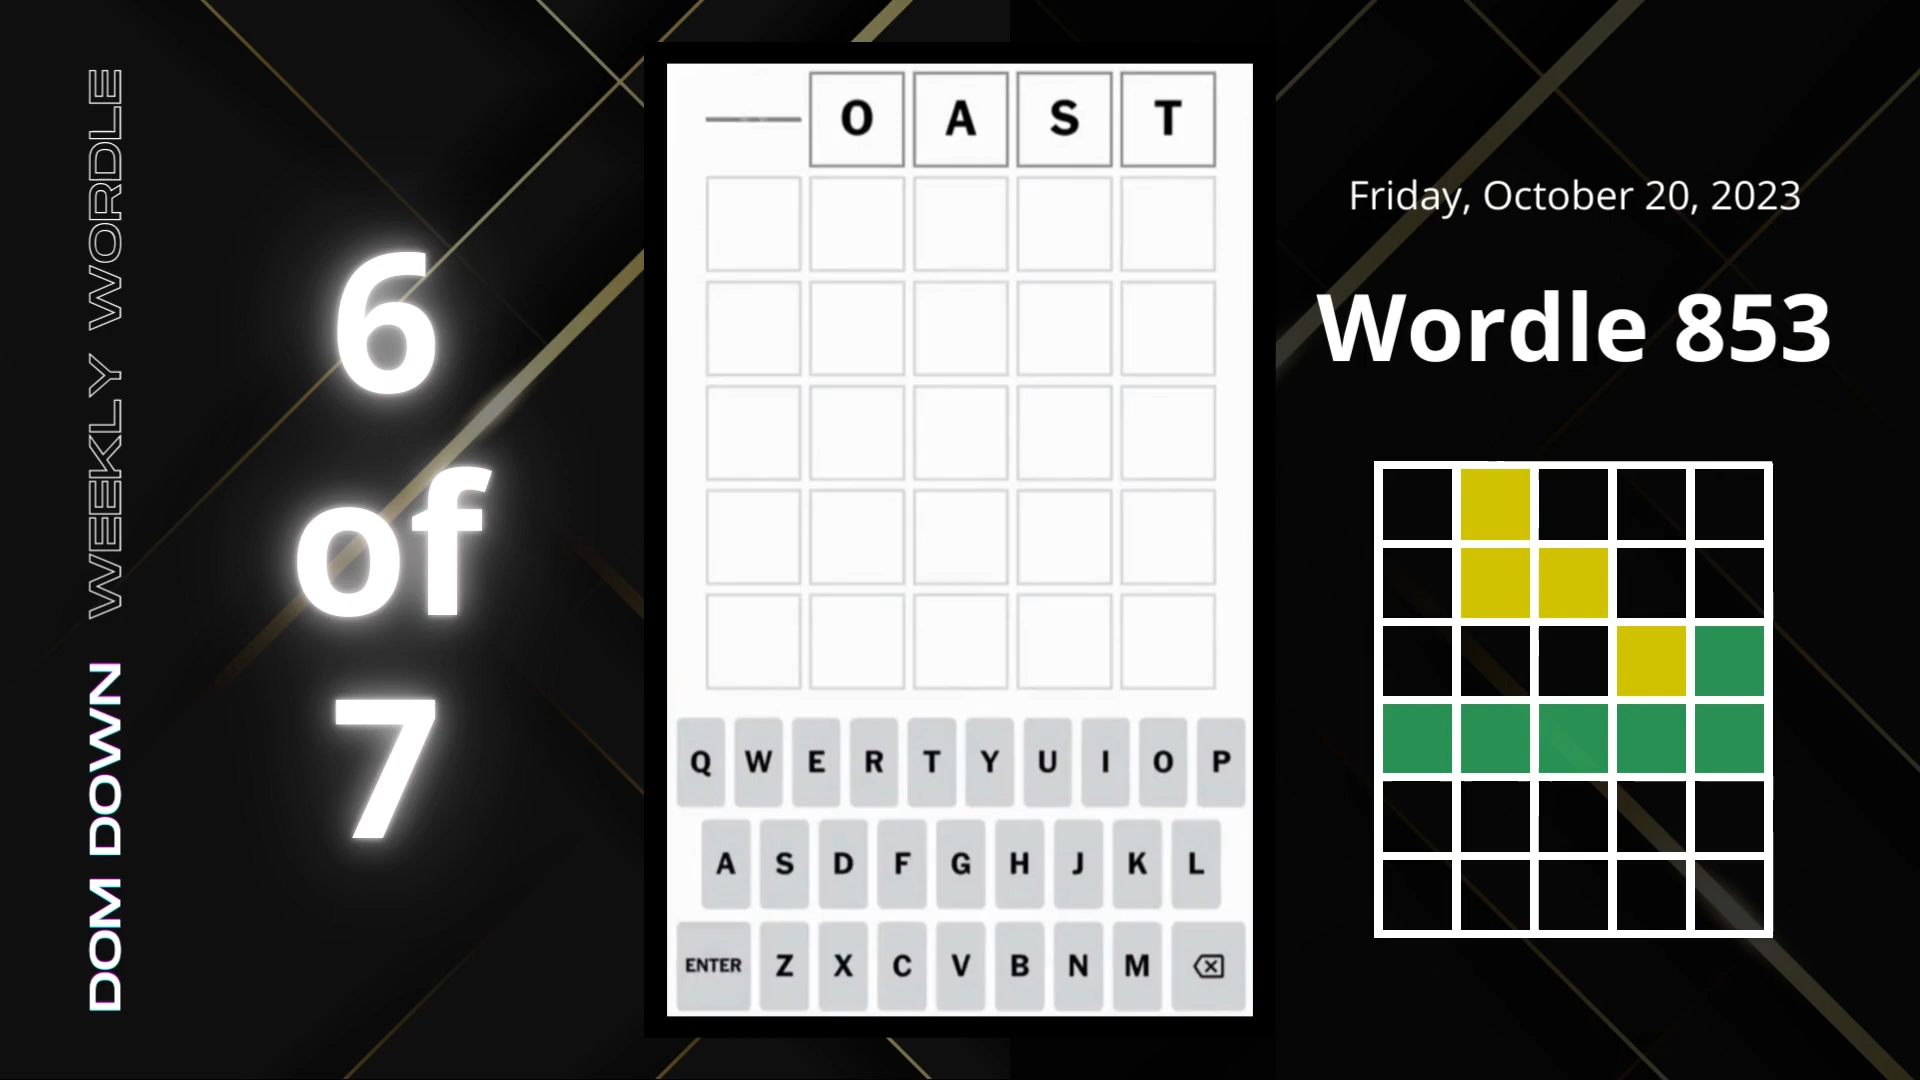 DOM DOWN WEEKLY WORDLE
6
of
7
O A S T
Q W E R T Y U I O P
A S D F G H J K L
ENTER Z X C V B N M
Friday, October 20, 2023
Wordle 853